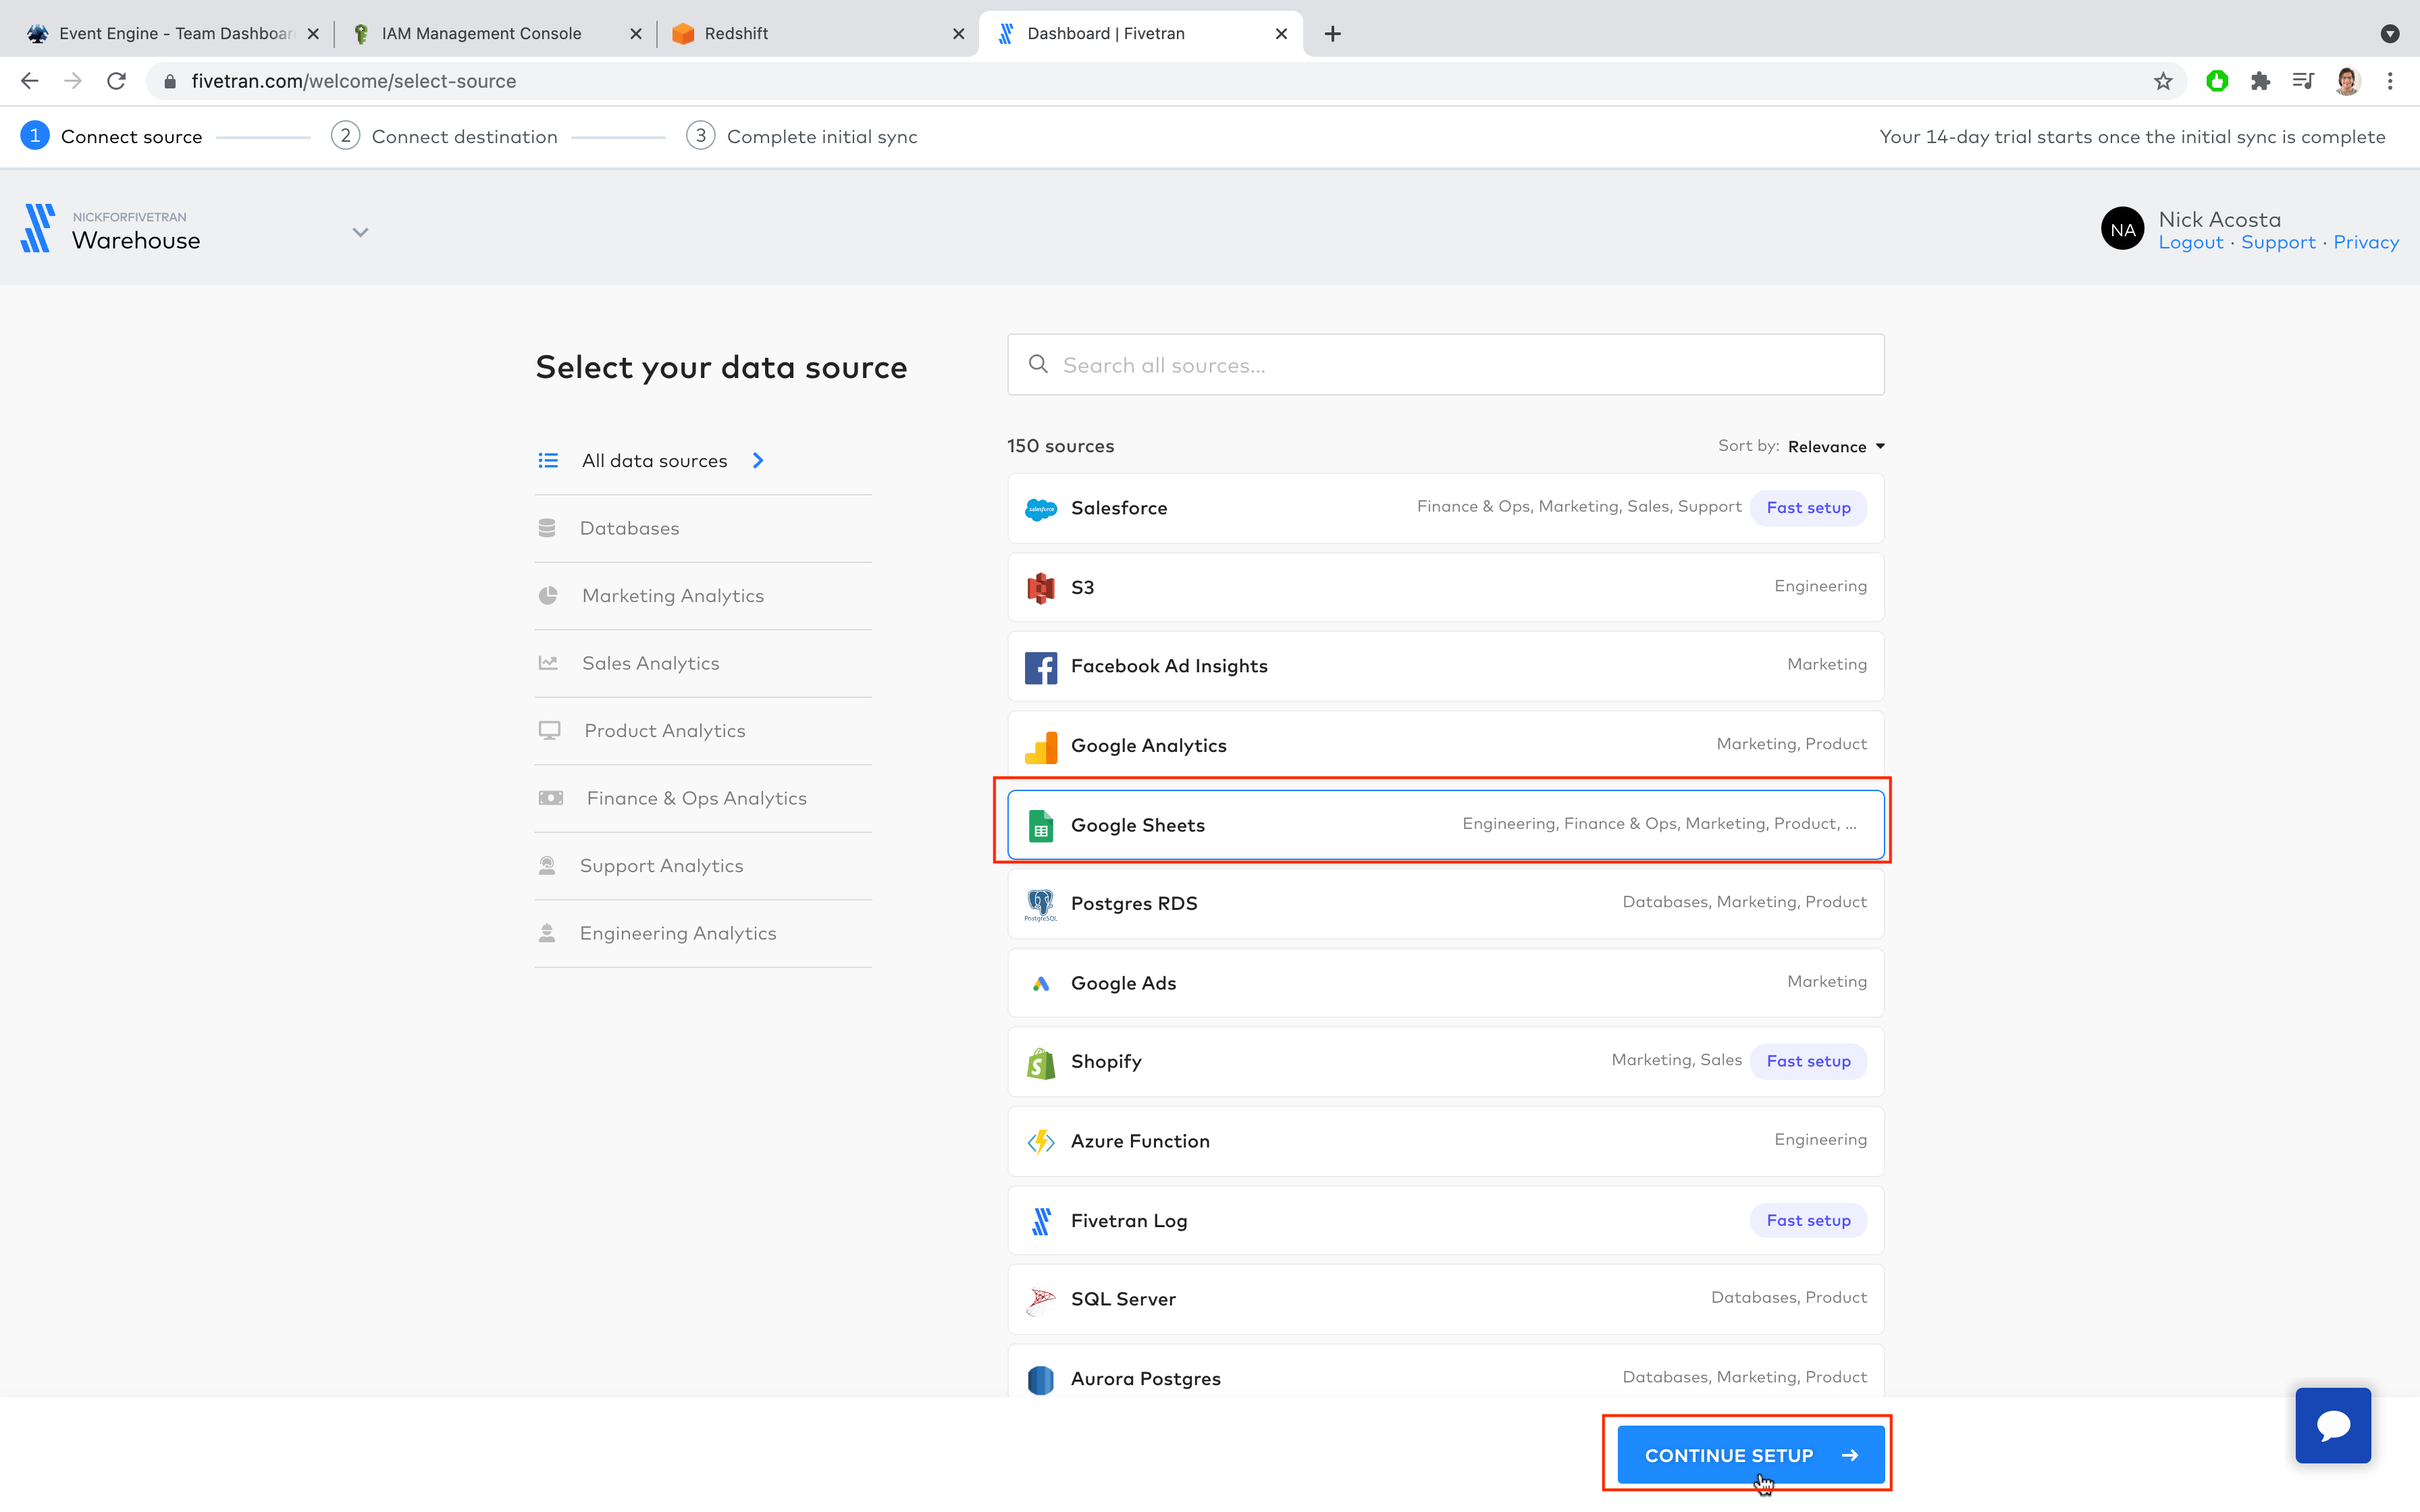 Event Engine - Team Dashboar
IAM Management Console
Redshift
Dashboard | Fivetran
fivetran.com/welcome/select-source
1 Connect source
2 Connect destination
3 Complete initial sync
Your 14-day trial starts once the initial sync is complete
NICKFORFIVETRAN
Warehouse
NA
Nick Acosta
Logout · Support · Privacy
Select your data source
Search all sources...
All data sources
Databases
Marketing Analytics
Sales Analytics
Product Analytics
Finance & Ops Analytics
Support Analytics
Engineering Analytics
150 sources
Sort by: Relevance
salesforce Salesforce Finance & Ops, Marketing, Sales, Support Fast setup
S3 Engineering
Facebook Ad Insights Marketing
Google Analytics Marketing, Product
Google Sheets Engineering, Finance & Ops, Marketing, Product, ...
PostgreSQL Postgres RDS Databases, Marketing, Product
Google Ads Marketing
Shopify Marketing, Sales Fast setup
Azure Function Engineering
Fivetran Log Fast setup
SQL Server Databases, Product
Aurora Postgres Databases, Marketing, Product
CONTINUE SETUP →